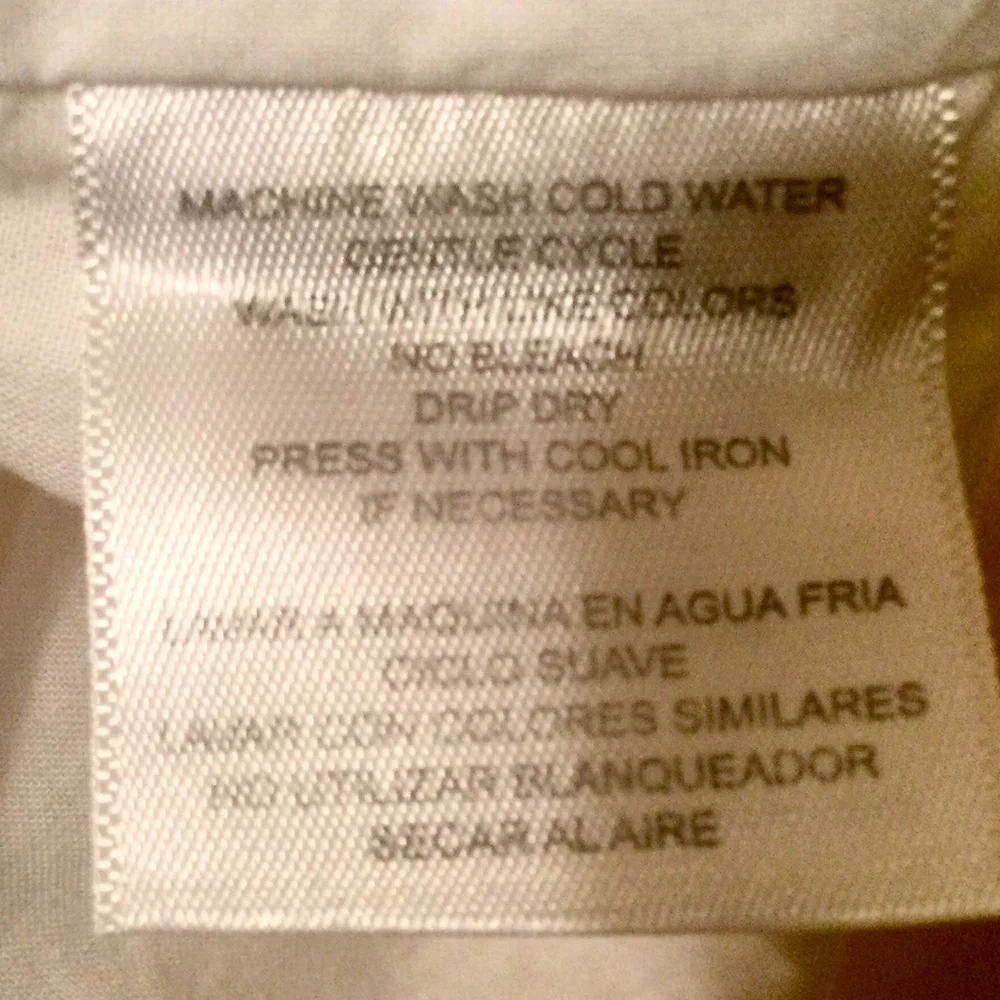 MACHINE WASH COLD WATER
GENTLE CYCLE
WASH WITH LIKE COLORS
NO BLEACH
DRIP DRY
PRESS WITH COOL IRON
IF NECESSARY
LAVAR A MAQUINA EN AGUA FRIA
CICLO SUAVE
LAVAR CON COLORES SIMILARES
NO UTILIZAR BLANQUEADOR
SECAR AL AIRE